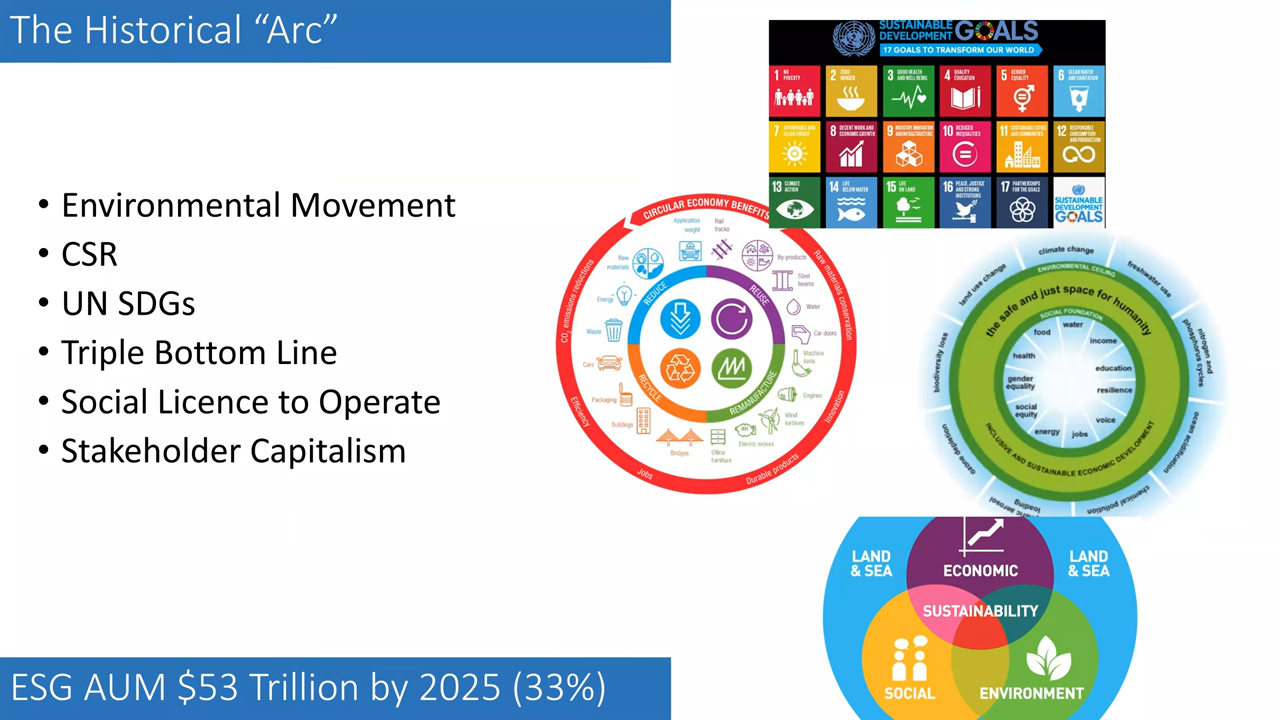 The Historical “Arc”
• Environmental Movement
• CSR
• UN SDGs
• Triple Bottom Line
• Social Licence to Operate
• Stakeholder Capitalism
ESG AUM $53 Trillion by 2025 (33%)
SUSTAINABLE
DEVELOPMENT GOALS
17 GOALS TO TRANSFORM OUR WORLD
1 NO POVERTY
2 ZERO HUNGER
3 GOOD HEALTH AND WELL-BEING
4 QUALITY EDUCATION
5 GENDER EQUALITY
6 CLEAN WATER AND SANITATION
7 AFFORDABLE AND CLEAN ENERGY
8 DECENT WORK AND ECONOMIC GROWTH
9 INDUSTRY, INNOVATION AND INFRASTRUCTURE
10 REDUCED INEQUALITIES
11 SUSTAINABLE CITIES AND COMMUNITIES
12 RESPONSIBLE CONSUMPTION AND PRODUCTION
13 CLIMATE ACTION
14 LIFE BELOW WATER
15 LIFE ON LAND
16 PEACE, JUSTICE AND STRONG INSTITUTIONS
17 PARTNERSHIPS FOR THE GOALS
SUSTAINABLE
DEVELOPMENT
GOALS
CIRCULAR ECONOMY BENEFITS
Raw materials conservation
Innovation
Durable products
Jobs
Efficiency
CO2 emissions reductions
REDUCE
REUSE
REMANUFACTURE
RECYCLE
Application
weight
Rail
tracks
Raw
materials
By-products
Energy
Steel
beams
Waste
Water
Cars
Car doors
Packaging
Machine
Buildings
Engines
Bridges
Wind
turbines
Office
furniture
Electric motors
climate change
freshwater use
nitrogen and
phosphorus cycles
ocean acidification
chemical pollution
loading
ozone depletion
biodiversity loss
land use change
ENVIRONMENTAL CEILING
the safe and just space for humanity
SOCIAL FOUNDATION
water
income
education
resilience
voice
jobs
energy
social
equity
gender
equality
health
food
INCLUSIVE AND SUSTAINABLE ECONOMIC DEVELOPMENT
LAND
& SEA
ECONOMIC
LAND
& SEA
SUSTAINABILITY
SOCIAL
ENVIRONMENT